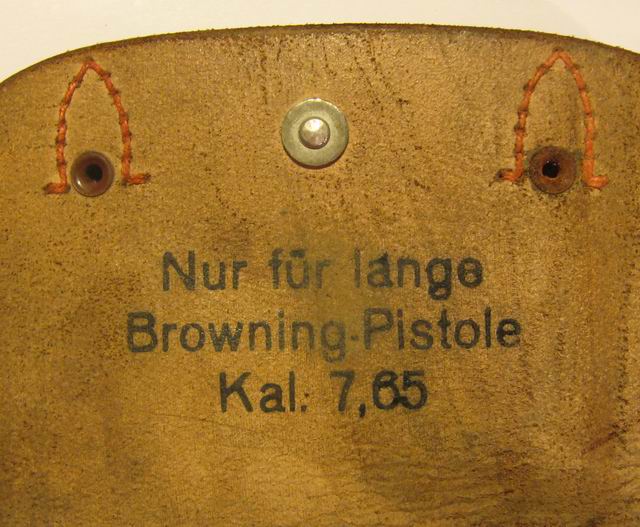 Nur für lange
Browning-Pistole
Kal. 7,65